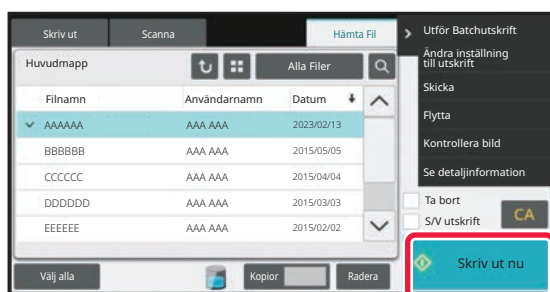 Skriv ut Scanna Hämta Fil
Huvudmapp Alla Filer
Filnamn Användarnamn Datum
AAAAAA AAA AAA 2023/02/13
BBBBBB AAA AAA 2015/05/05
CCCCCC AAA AAA 2015/04/04
DDDDDD AAA AAA 2015/03/03
EEEEEE AAA AAA 2015/02/02
Välj alla Kopior Radera
Utför Batchutskrift
Ändra inställning
till utskrift
Skicka
Flytta
Kontrollera bild
Se detaljinformation
Ta bort
S/V utskrift CA
Skriv ut nu